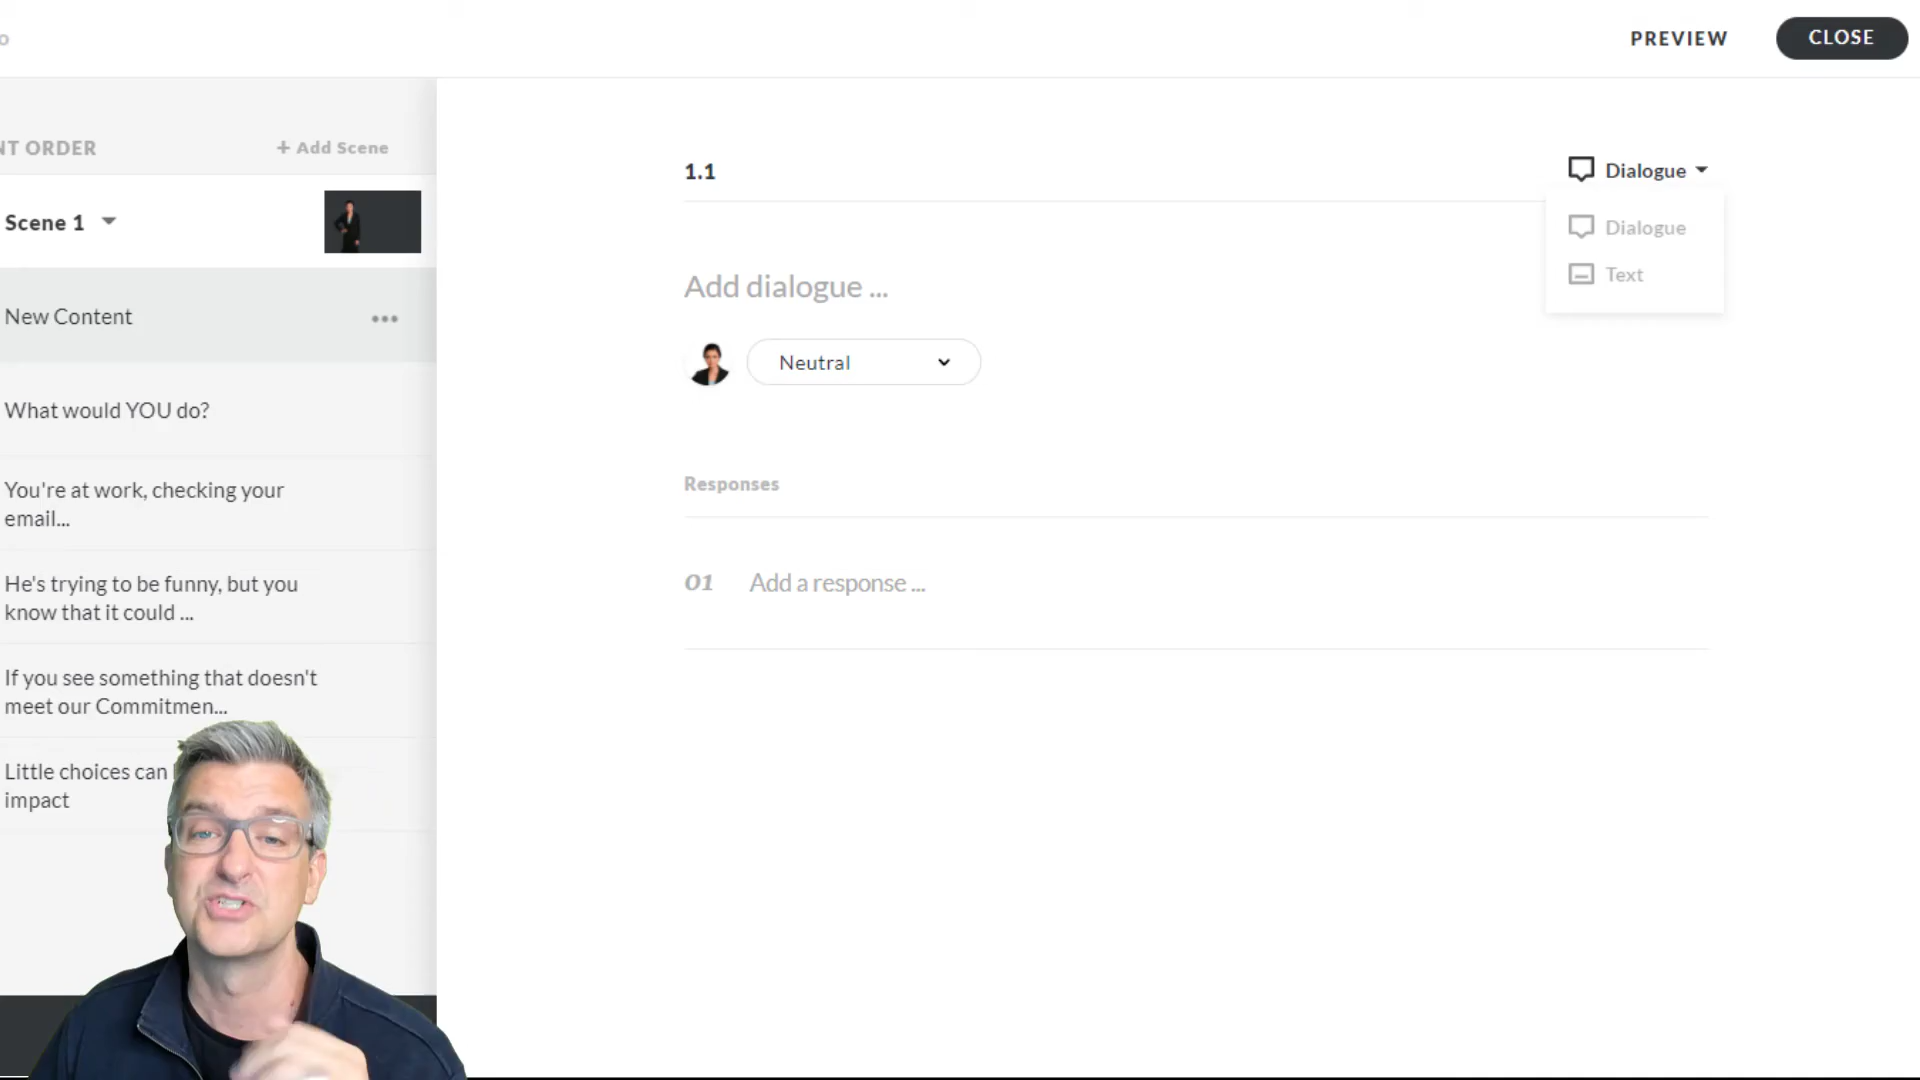 o
PREVIEW
CLOSE
NT ORDER
+ Add Scene
Scene 1
New Content
What would YOU do?
You're at work, checking your
email...
He's trying to be funny, but you
know that it could ...
If you see something that doesn't
meet our Commitmen...
Little choices can
impact
1.1
Dialogue
Dialogue
Text
Add dialogue ...
Neutral
Responses
01 Add a response ...